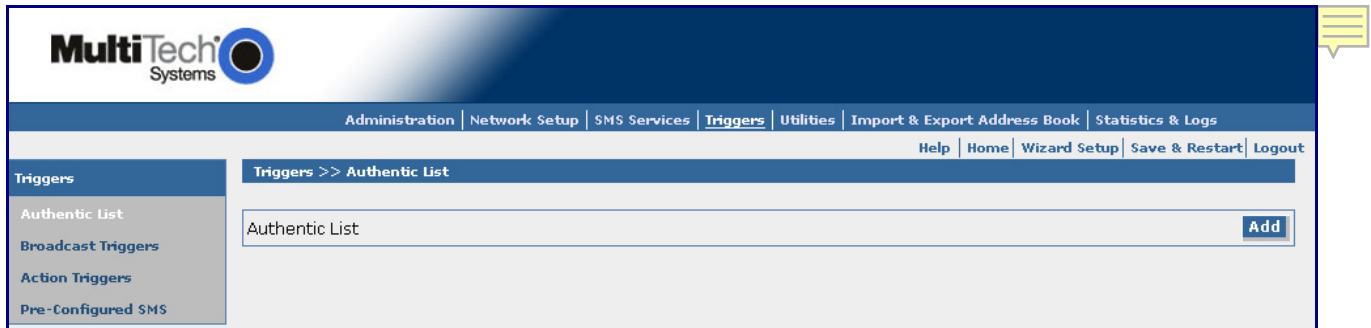 MultiTech
Systems
Administration | Network Setup | SMS Services | Triggers | Utilities | Import & Export Address Book | Statistics & Logs
Help | Home | Wizard Setup | Save & Restart | Logout
Triggers
Triggers >> Authentic List
Authentic List
Broadcast Triggers
Action Triggers
Pre-Configured SMS
Authentic List
Add